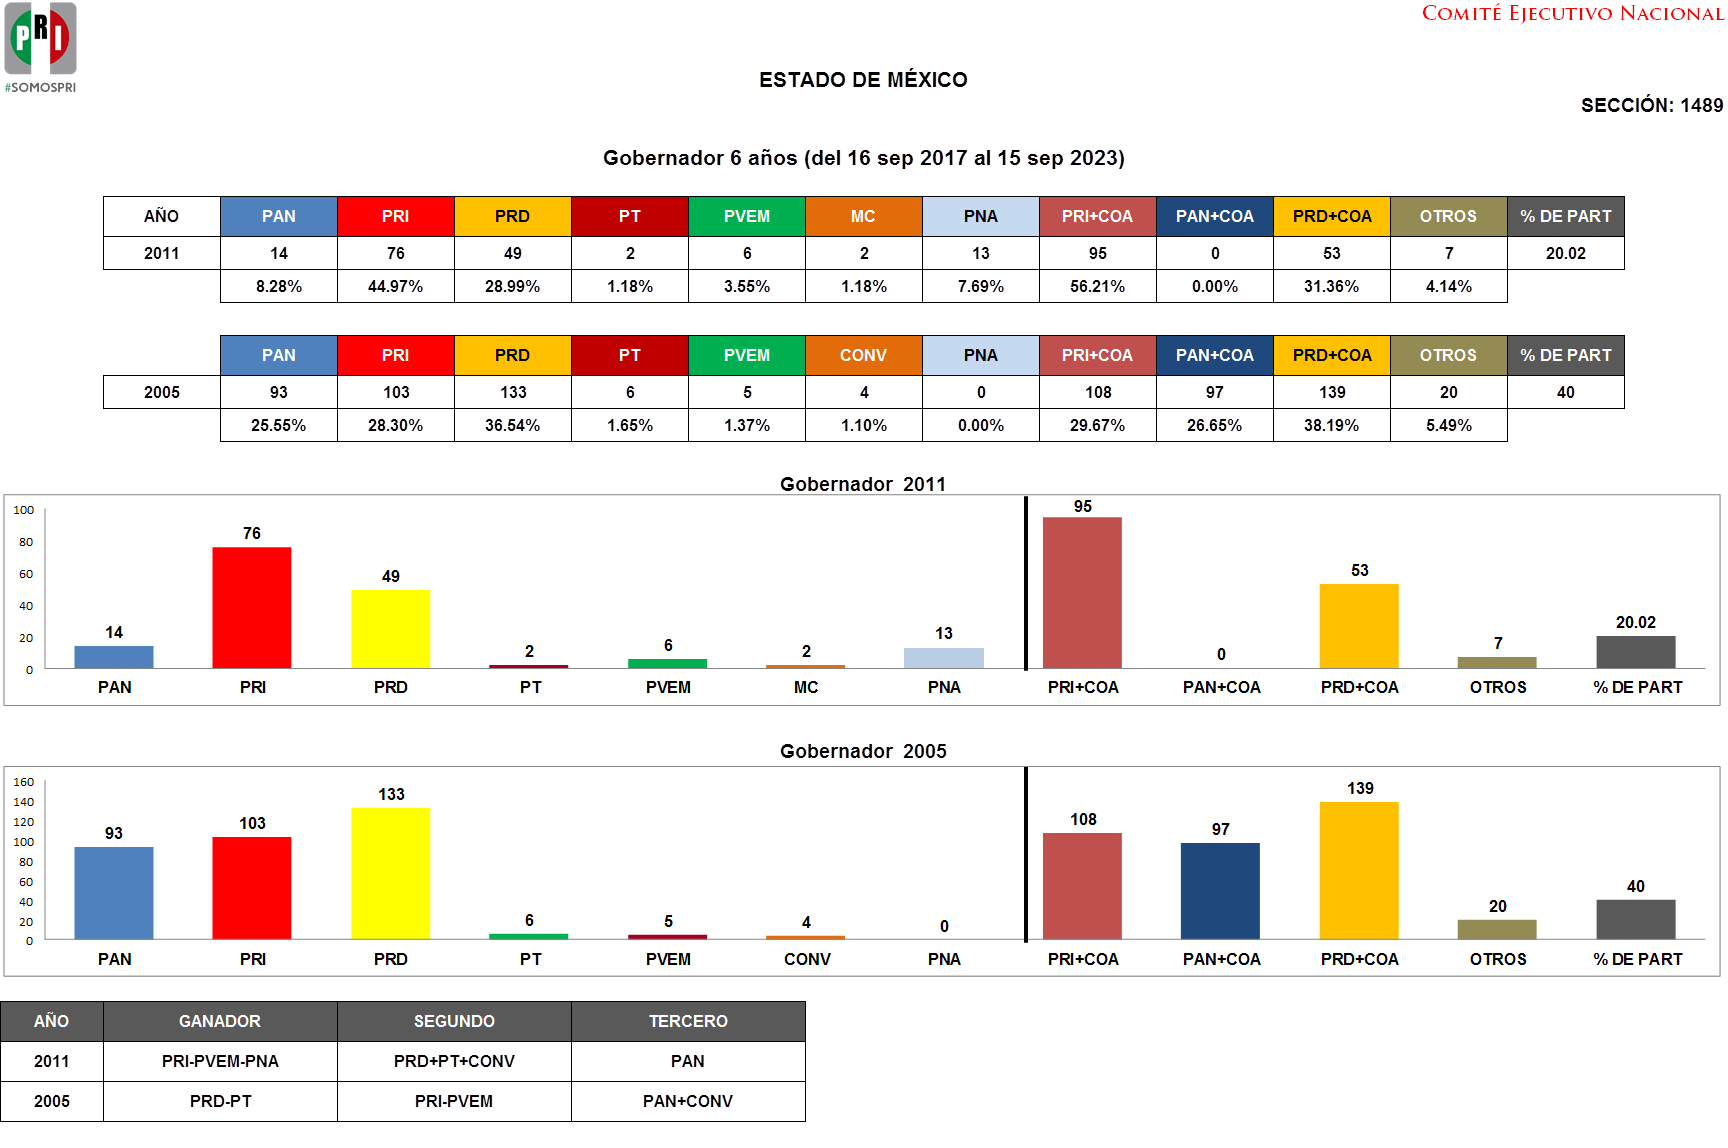 PRI
#SOMOSPRI
COMITÉ EJECUTIVO NACIONAL
ESTADO DE MÉXICO
SECCIÓN: 1489
Gobernador 6 años (del 16 sep 2017 al 15 sep 2023)
AÑO PAN PRI PRD PT PVEM MC PNA PRI+COA PAN+COA PRD+COA OTROS % DE PART
2011 14 76 49 2 6 2 13 95 0 53 7 20.02
8.28% 44.97% 28.99% 1.18% 3.55% 1.18% 7.69% 56.21% 0.00% 31.36% 4.14%
PAN PRI PRD PT PVEM CONV PNA PRI+COA PAN+COA PRD+COA OTROS % DE PART
2005 93 103 133 6 5 4 0 108 97 139 20 40
25.55% 28.30% 36.54% 1.65% 1.37% 1.10% 0.00% 29.67% 26.65% 38.19% 5.49%
Gobernador 2011
100
80
60
40
20
0
14 76 49 2 6 2 13 95 0 53 7 20.02
PAN PRI PRD PT PVEM MC PNA PRI+COA PAN+COA PRD+COA OTROS % DE PART
Gobernador 2005
160
140
120
100
80
60
40
20
0
93 103 133 6 5 4 0 108 97 139 20 40
PAN PRI PRD PT PVEM CONV PNA PRI+COA PAN+COA PRD+COA OTROS % DE PART
AÑO GANADOR SEGUNDO TERCERO
2011 PRI-PVEM-PNA PRD+PT+CONV PAN
2005 PRD-PT PRI-PVEM PAN+CONV